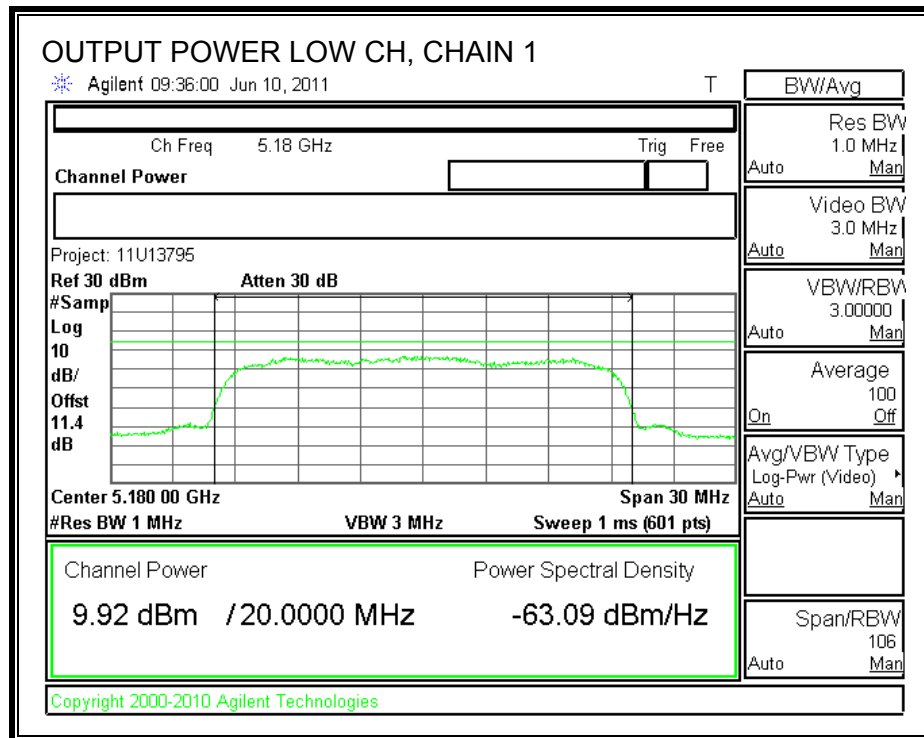 OUTPUT POWER LOW CH, CHAIN 1
Agilent 09:36:00 Jun 10, 2011 T
Ch Freq 5.18 GHz Trig Free
Channel Power
Project: 11U13795
Ref 30 dBm Atten 30 dB
#Samp
Log
10
dB/
Offst
11.4
dB
Center 5.180 00 GHz Span 30 MHz
#Res BW 1 MHz VBW 3 MHz Sweep 1 ms (601 pts)
Channel Power Power Spectral Density
9.92 dBm / 20.0000 MHz -63.09 dBm/Hz
Copyright 2000-2010 Agilent Technologies
BW/Avg
Res BW
1.0 MHz
Auto Man
Video BW
3.0 MHz
Auto Man
VBW/RBW
3.00000
Auto Man
Average
100
On Off
Avg/VBW Type
Log-Pwr (Video)
Auto Man
Span/RBW
106
Auto Man